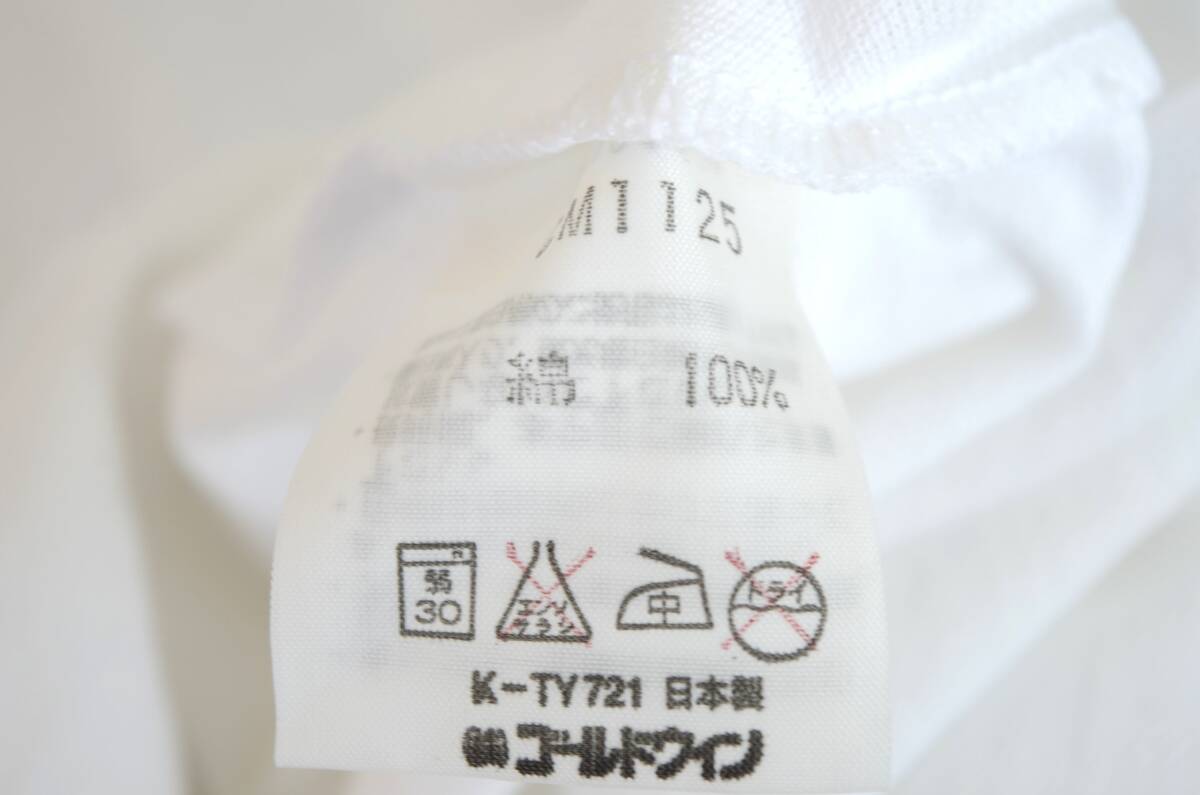 M1125
綿 100%
弱 30
エンソ サラシ
中
ドライ
K-TY721 日本製
㈱ゴールドウイン